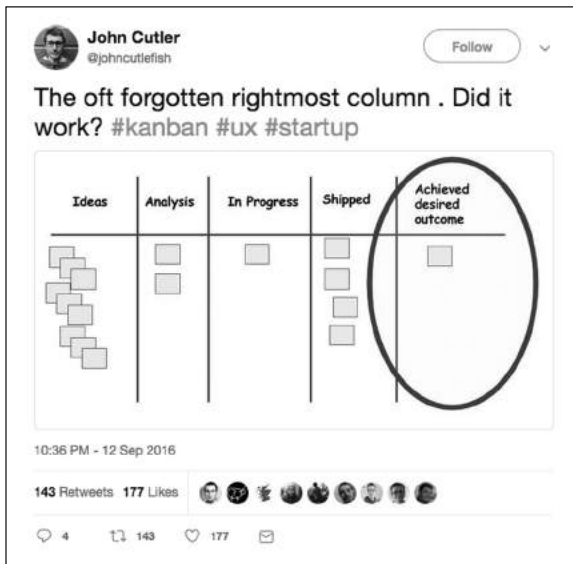 John Cutler
@johncutlefish
Follow
The oft forgotten rightmost column . Did it
work? #kanban #ux #startup
Ideas
Analysis
In Progress
Shipped
Achieved
desired
outcome
10:36 PM - 12 Sep 2016
143 Retweets 177 Likes
4 143 177